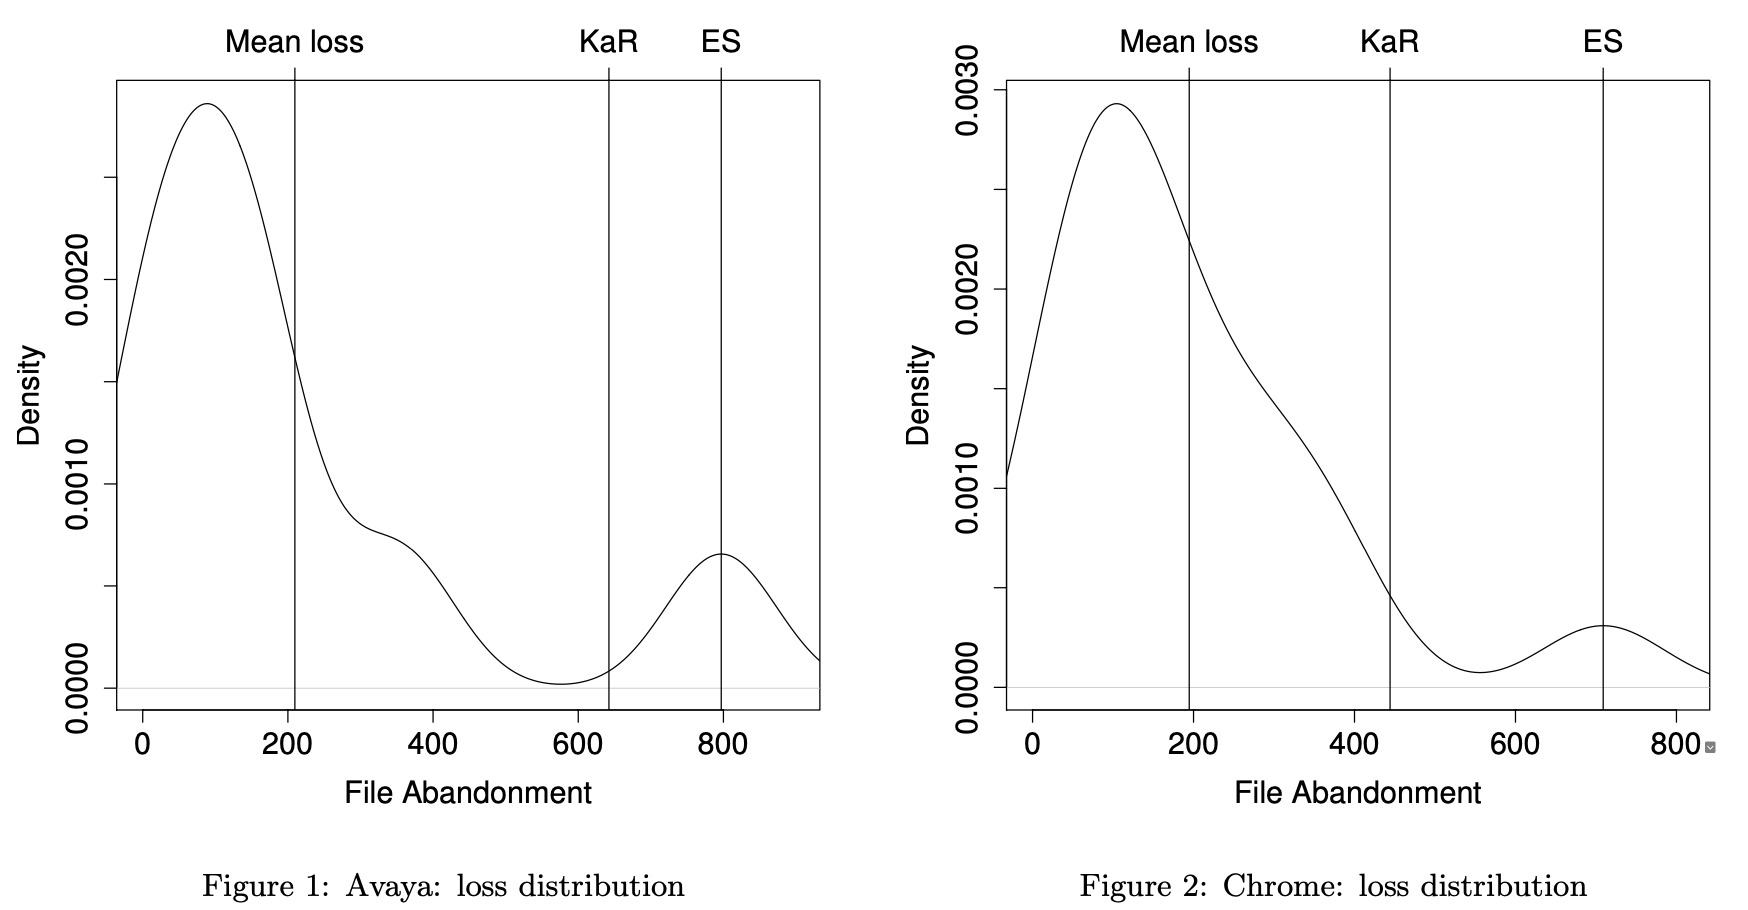 Mean loss KaR ES
Density
0.0020
0.0010
0.0000
0 200 400 600 800
File Abandonment
Figure 1: Avaya: loss distribution
Mean loss KaR ES
Density
0.0030
0.0020
0.0010
0.0000
0 200 400 600 800
File Abandonment
Figure 2: Chrome: loss distribution